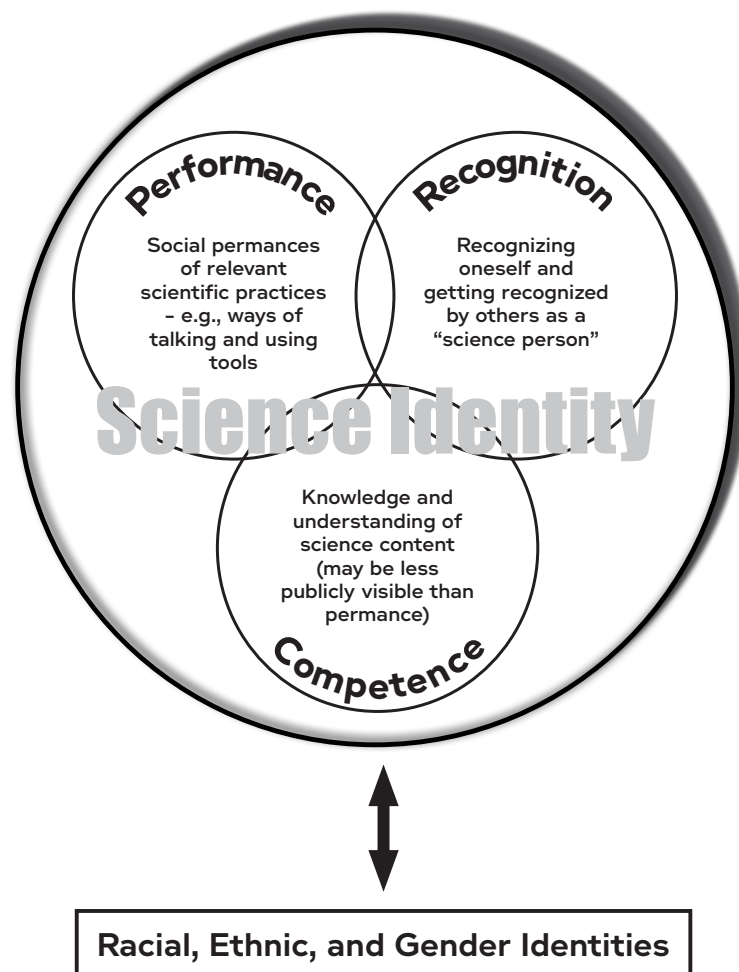 Performance
Social permances
of relevant
scientific practices
- e.g., ways of
talking and using
tools
Recognition
Recognizing
oneself and
getting recognized
by others as a
“science person”
Science Identity
Knowledge and
understanding of
science content
(may be less
publicly visible than
permance)
Competence
Racial, Ethnic, and Gender Identities